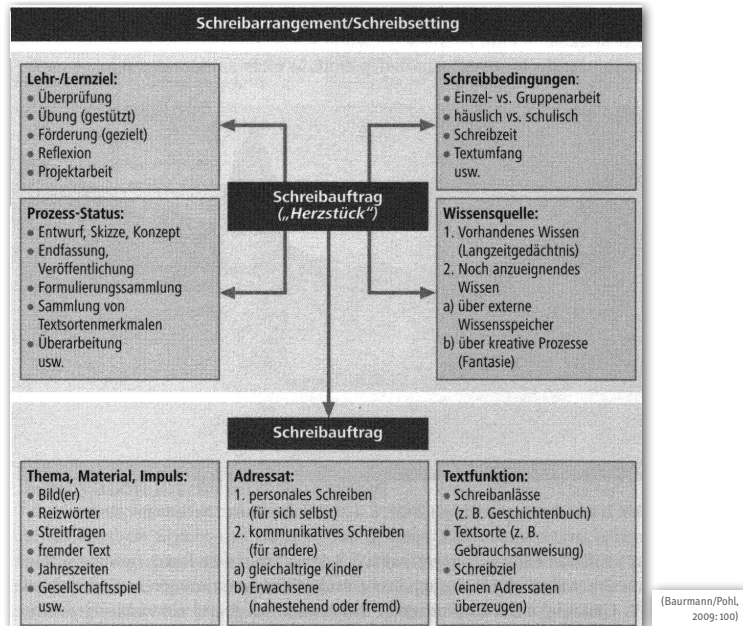 Schreibarrangement/Schreibsetting
Lehr-/Lernziel:
• Überprüfung
• Übung (gestützt)
• Förderung (gezielt)
• Reflexion
• Projektarbeit
Schreibbedingungen:
• Einzel- vs. Gruppenarbeit
• häuslich vs. schulisch
• Schreibzeit
• Textumfang
usw.
Schreibauftrag
(„Herzstück“)
Prozess-Status:
• Entwurf, Skizze, Konzept
• Endfassung,
Veröffentlichung
• Formulierungssammlung
• Sammlung von
Textsortenmerkmalen
• Überarbeitung
usw.
Wissensquelle:
1. Vorhandenes Wissen
(Langzeitgedächtnis)
2. Noch anzueignendes
Wissen
a) über externe
Wissensspeicher
b) über kreative Prozesse
(Fantasie)
Schreibauftrag
Thema, Material, Impuls:
• Bild(er)
• Reizwörter
• Streitfragen
• fremder Text
• Jahreszeiten
• Gesellschaftsspiel
usw.
Adressat:
1. personales Schreiben
(für sich selbst)
2. kommunikatives Schreiben
(für andere)
a) gleichaltrige Kinder
b) Erwachsene
(nahestehend oder fremd)
Textfunktion:
• Schreibanlässe
(z. B. Geschichtenbuch)
• Textsorte (z. B.
Gebrauchsanweisung)
• Schreibziel
(einen Adressaten
überzeugen)
(Baurmann/Pohl,
2009: 100)